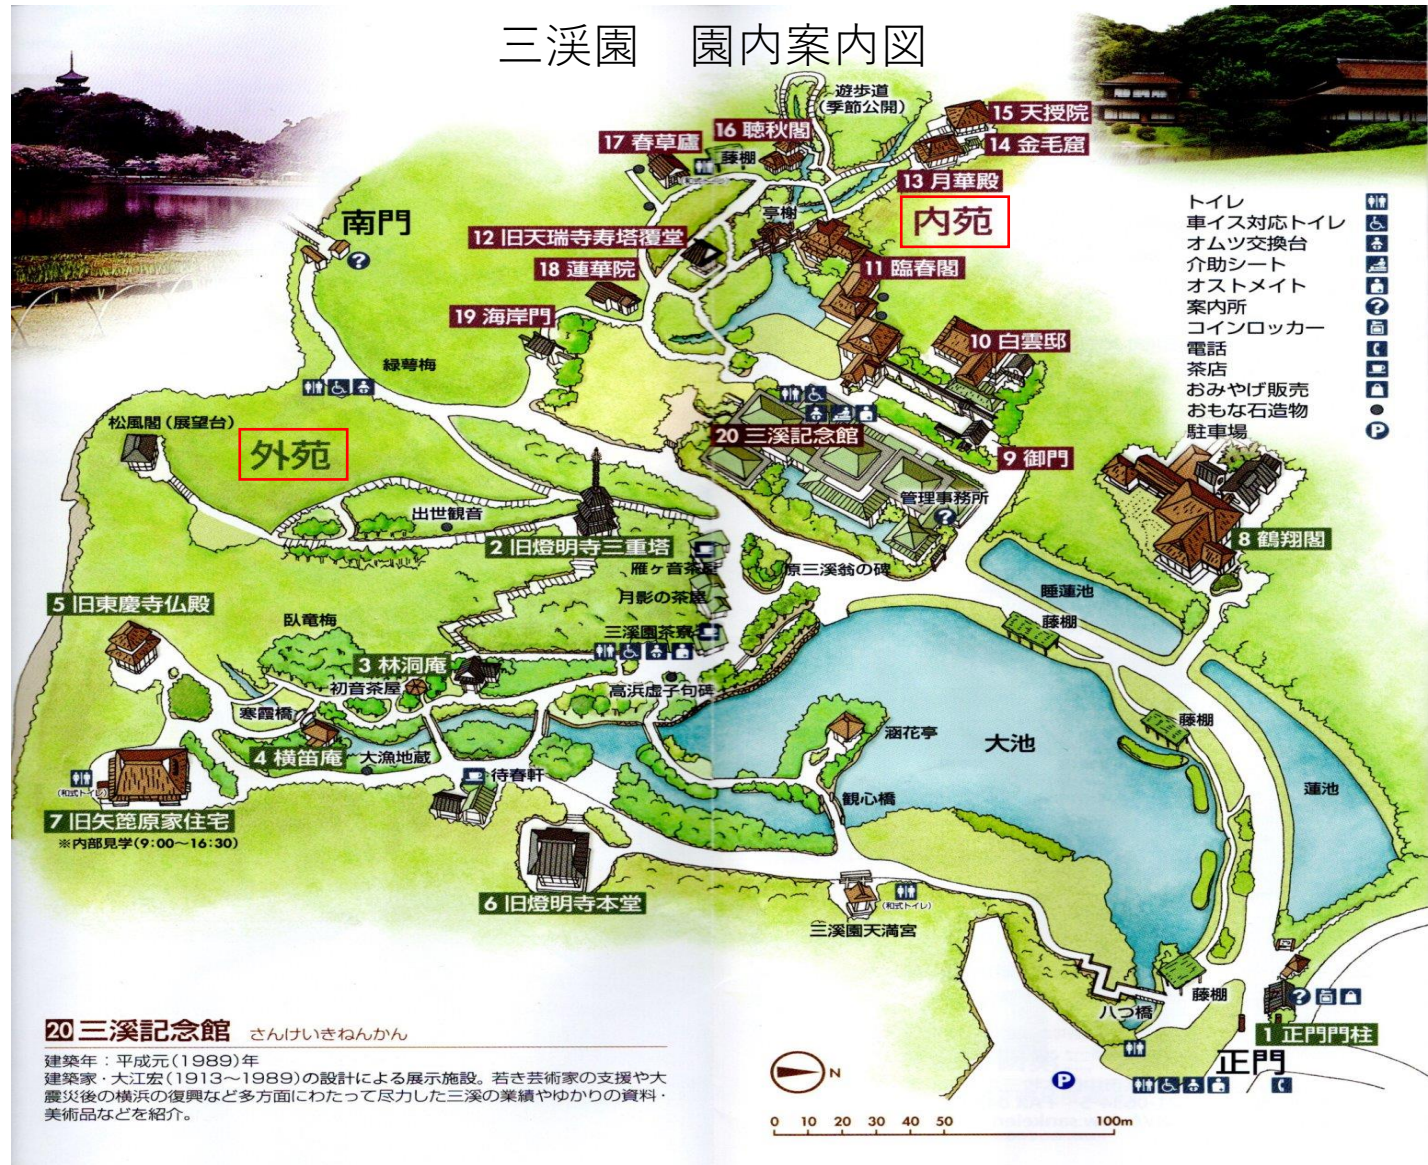 三渓園　園内案内図
遊歩道
(季節公開)
15 天授院
16 聴秋閣
17 春草廬
藤棚
14 金毛窟
13 月華殿
内苑
亭榭
南門
12 旧天瑞寺寿塔覆堂
18 蓮華院
11 臨春閣
19 海岸門
10 白雲邸
緑萼梅
トイレ
車イス対応トイレ
オムツ交換台
介助シート
オストメイト
案内所
コインロッカー
電話
茶店
おみやげ販売
おもな石造物
駐車場
松風閣(展望台)
外苑
20 三溪記念館
9 御門
管理事務所
出世観音
2 旧燈明寺三重塔
8 鶴翔閣
雁ヶ音茶屋
原三溪翁の碑
月影の茶屋
睡蓮池
藤棚
5 旧東慶寺仏殿
臥竜梅
三溪園茶寮
3 林洞庵
初音茶屋
高浜虚子句碑
寒霞橋
藤棚
涵花亭
大池
4 横笛庵
大漁地蔵
待春軒
(和式トイレ)
観心橋
蓮池
7 旧矢箆原家住宅
※内部見学(9:00〜16:30)
6 旧燈明寺本堂
(和式トイレ)
三溪園天満宮
藤棚
八つ橋
1 正門門柱
正門
20 三溪記念館 さんけいきねんかん
建築年：平成元(1989)年
建築家・大江宏(1913〜1989)の設計による展示施設。若き芸術家の支援や大
震災後の横浜の復興など多方面にわたって尽力した三溪の業績やゆかりの資料・
美術品などを紹介。
N
P
0 10 20 30 40 50 100m